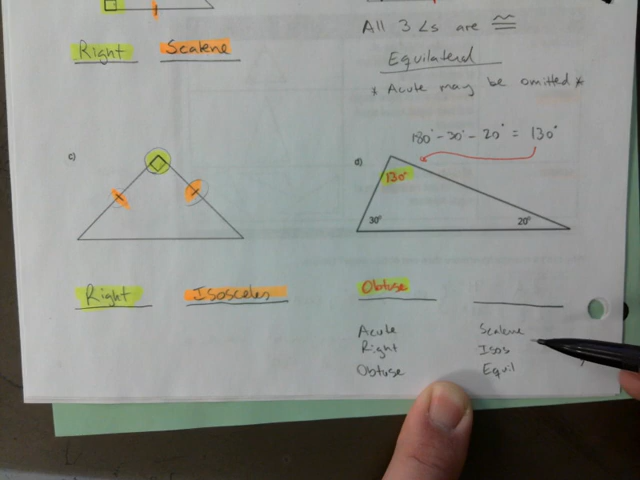 All 3 ∠s are ≅
Right Scalene
Equilateral
* Acute may be omitted *
180° - 30° - 20° = 130°
c)
d)
130°
30° 20°
Right Isosceles
Obtuse
Acute Scalene
Right Isos
Obtuse Equil